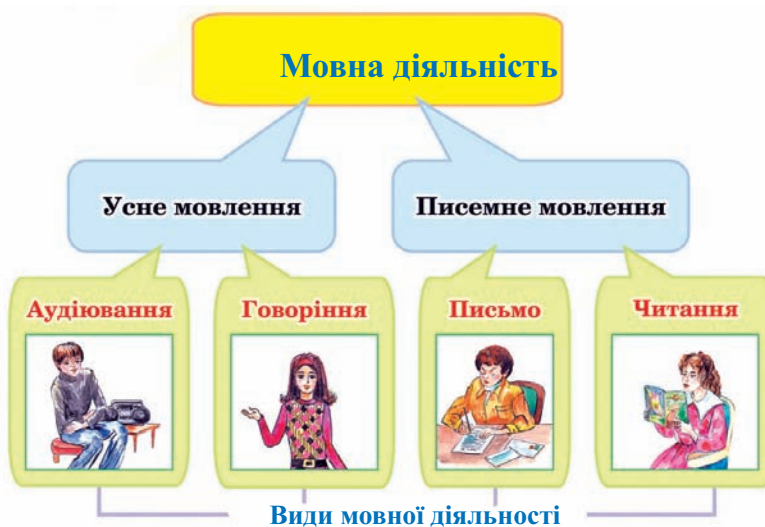 Мовна діяльність
Усне мовлення
Писемне мовлення
Аудіювання
Говоріння
Письмо
Читання
Види мовної діяльності